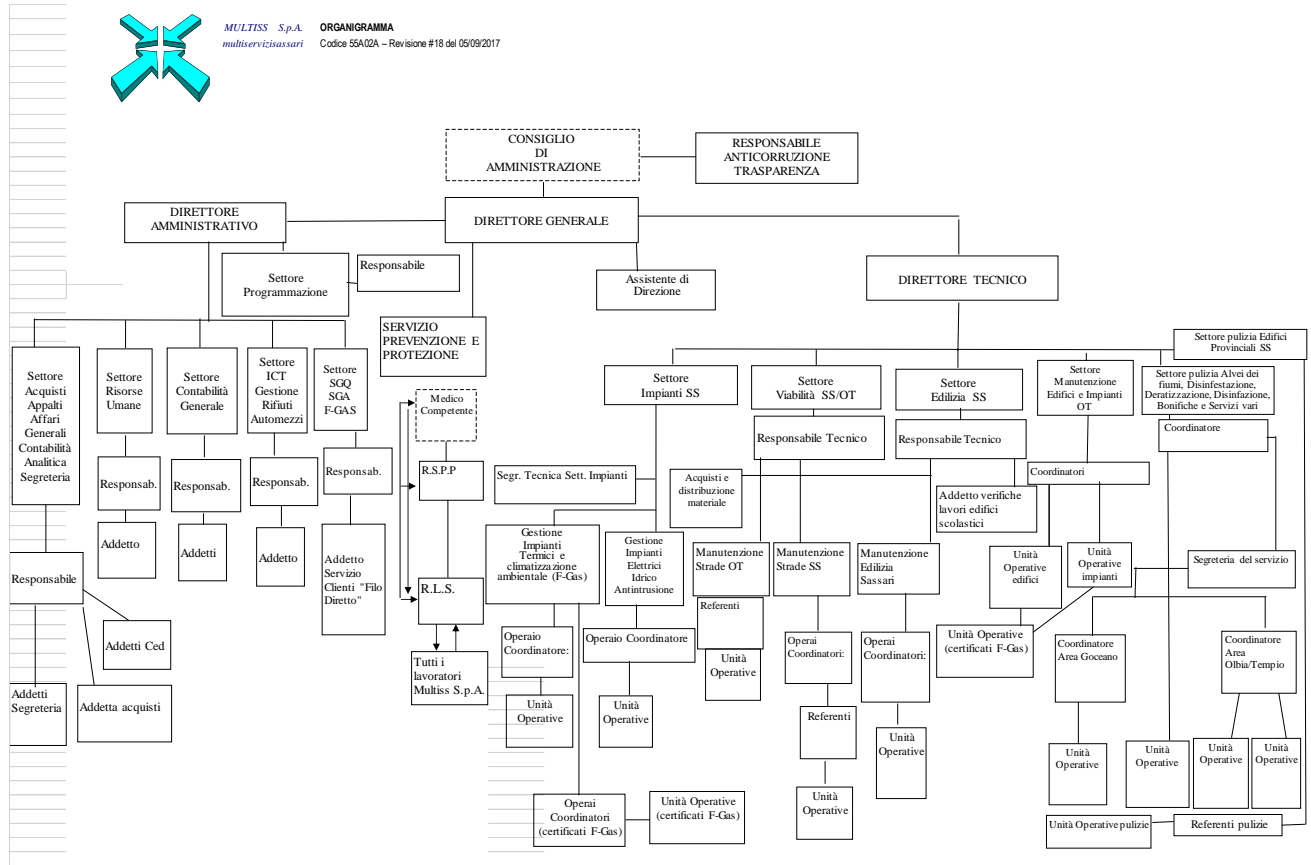 MULTISS S.p.A.
multiservizisassari
ORGANIGRAMMA
Codice 55A02A – Revisione #18 del 05/09/2017
CONSIGLIO
DI
AMMINISTRAZIONE
RESPONSABILE
ANTICORRUZIONE
TRASPARENZA
DIRETTORE
AMMINISTRATIVO
DIRETTORE GENERALE
DIRETTORE TECNICO
Settore
Programmazione
Responsabile
Assistente di
Direzione
SERVIZIO
PREVENZIONE E
PROTEZIONE
Settore
Acquisti
Appalti
Affari
Generali
Contabilità
Analitica
Segreteria
Settore
Risorse
Umane
Settore
Contabilità
Generale
Settore
ICT
Gestione
Rifiuti
Automezzi
Settore
SGQ
SGA
F-GAS
Responsab.
Responsab.
Responsab.
Responsab.
Addetto
Addetti
Addetto
Addetto
Servizio
Clienti "Filo
Diretto"
Responsabile
Addetti Ced
Addetti
Segreteria
Addetta acquisti
Medico
Competente
R.S.P.P
R.L.S.
Tutti i
lavoratori
Multiss S.p.A.
Settore
Impianti SS
Settore
Viabilità SS/OT
Settore
Edilizia SS
Settore
Manutenzione
Edifici e Impianti
OT
Settore pulizia Edifici
Provinciali SS
Settore pulizia Alvei dei
fiumi, Disinfestazione,
Deratizzazione, Disinfazione,
Bonifiche e Servizi vari
Coordinatore
Responsabile Tecnico
Responsabile Tecnico
Segr. Tecnica Sett. Impianti
Acquisti e
distribuzione
materiale
Addetto verifiche
lavori edifici
scolastici
Coordinatori
Gestione
Impianti
Termici e
climatizzazione
ambientale (F-Gas)
Gestione
Impianti
Elettrici
Idrico
Antintrusione
Manutenzione
Strade OT
Manutenzione
Strade SS
Manutenzione
Edilizia
Sassari
Unità
Operative
edifici
Unità
Operative
impianti
Segreteria del servizio
Operaio
Coordinatore:
Operaio Coordinatore
Referenti
Unità
Operative
Operai
Coordinatori:
Operai
Coordinatori:
Unità Operative
(certificati F-Gas)
Coordinatore
Area Goceano
Coordinatore
Area
Olbia/Tempio
Unità
Operative
Unità
Operative
Referenti
Unità
Operative
Unità
Operative
Unità
Operative
Unità
Operative
Unità
Operative
Unità
Operative
Operai
Coordinatori
(certificati F-Gas)
Unità Operative
(certificati F-Gas)
Unità Operative pulizie
Referenti pulizie